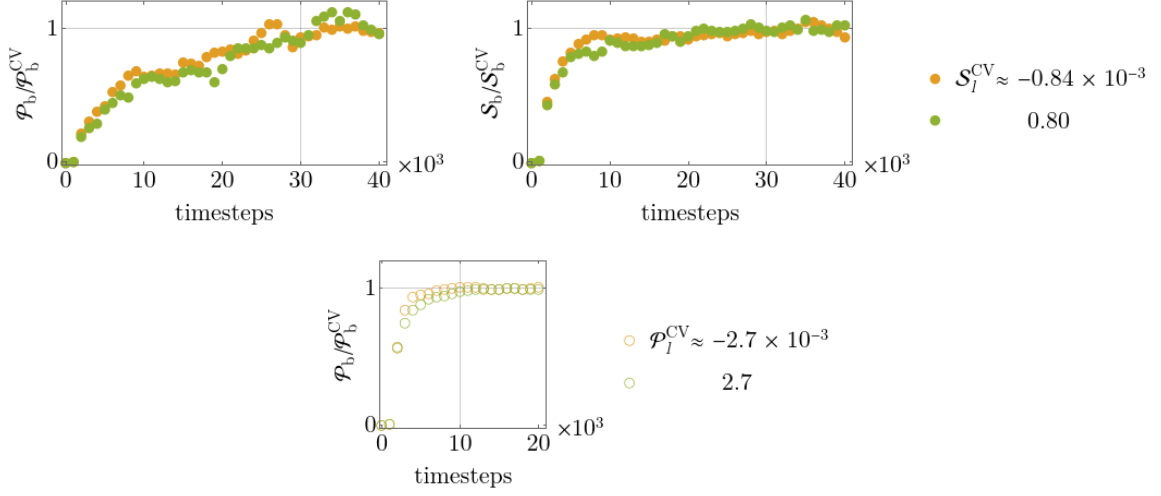 𝒫_b/𝒫_b^CV
1
0
0 10 20 30 40 ×10³
timesteps
𝒮_b/𝒮_b^CV
1
0
0 10 20 30 40 ×10³
timesteps
𝒮_l^CV ≈ −0.84 × 10⁻³
0.80
𝒫_b/𝒫_b^CV
1
0
0 10 20 ×10³
timesteps
𝒫_l^CV ≈ −2.7 × 10⁻³
2.7